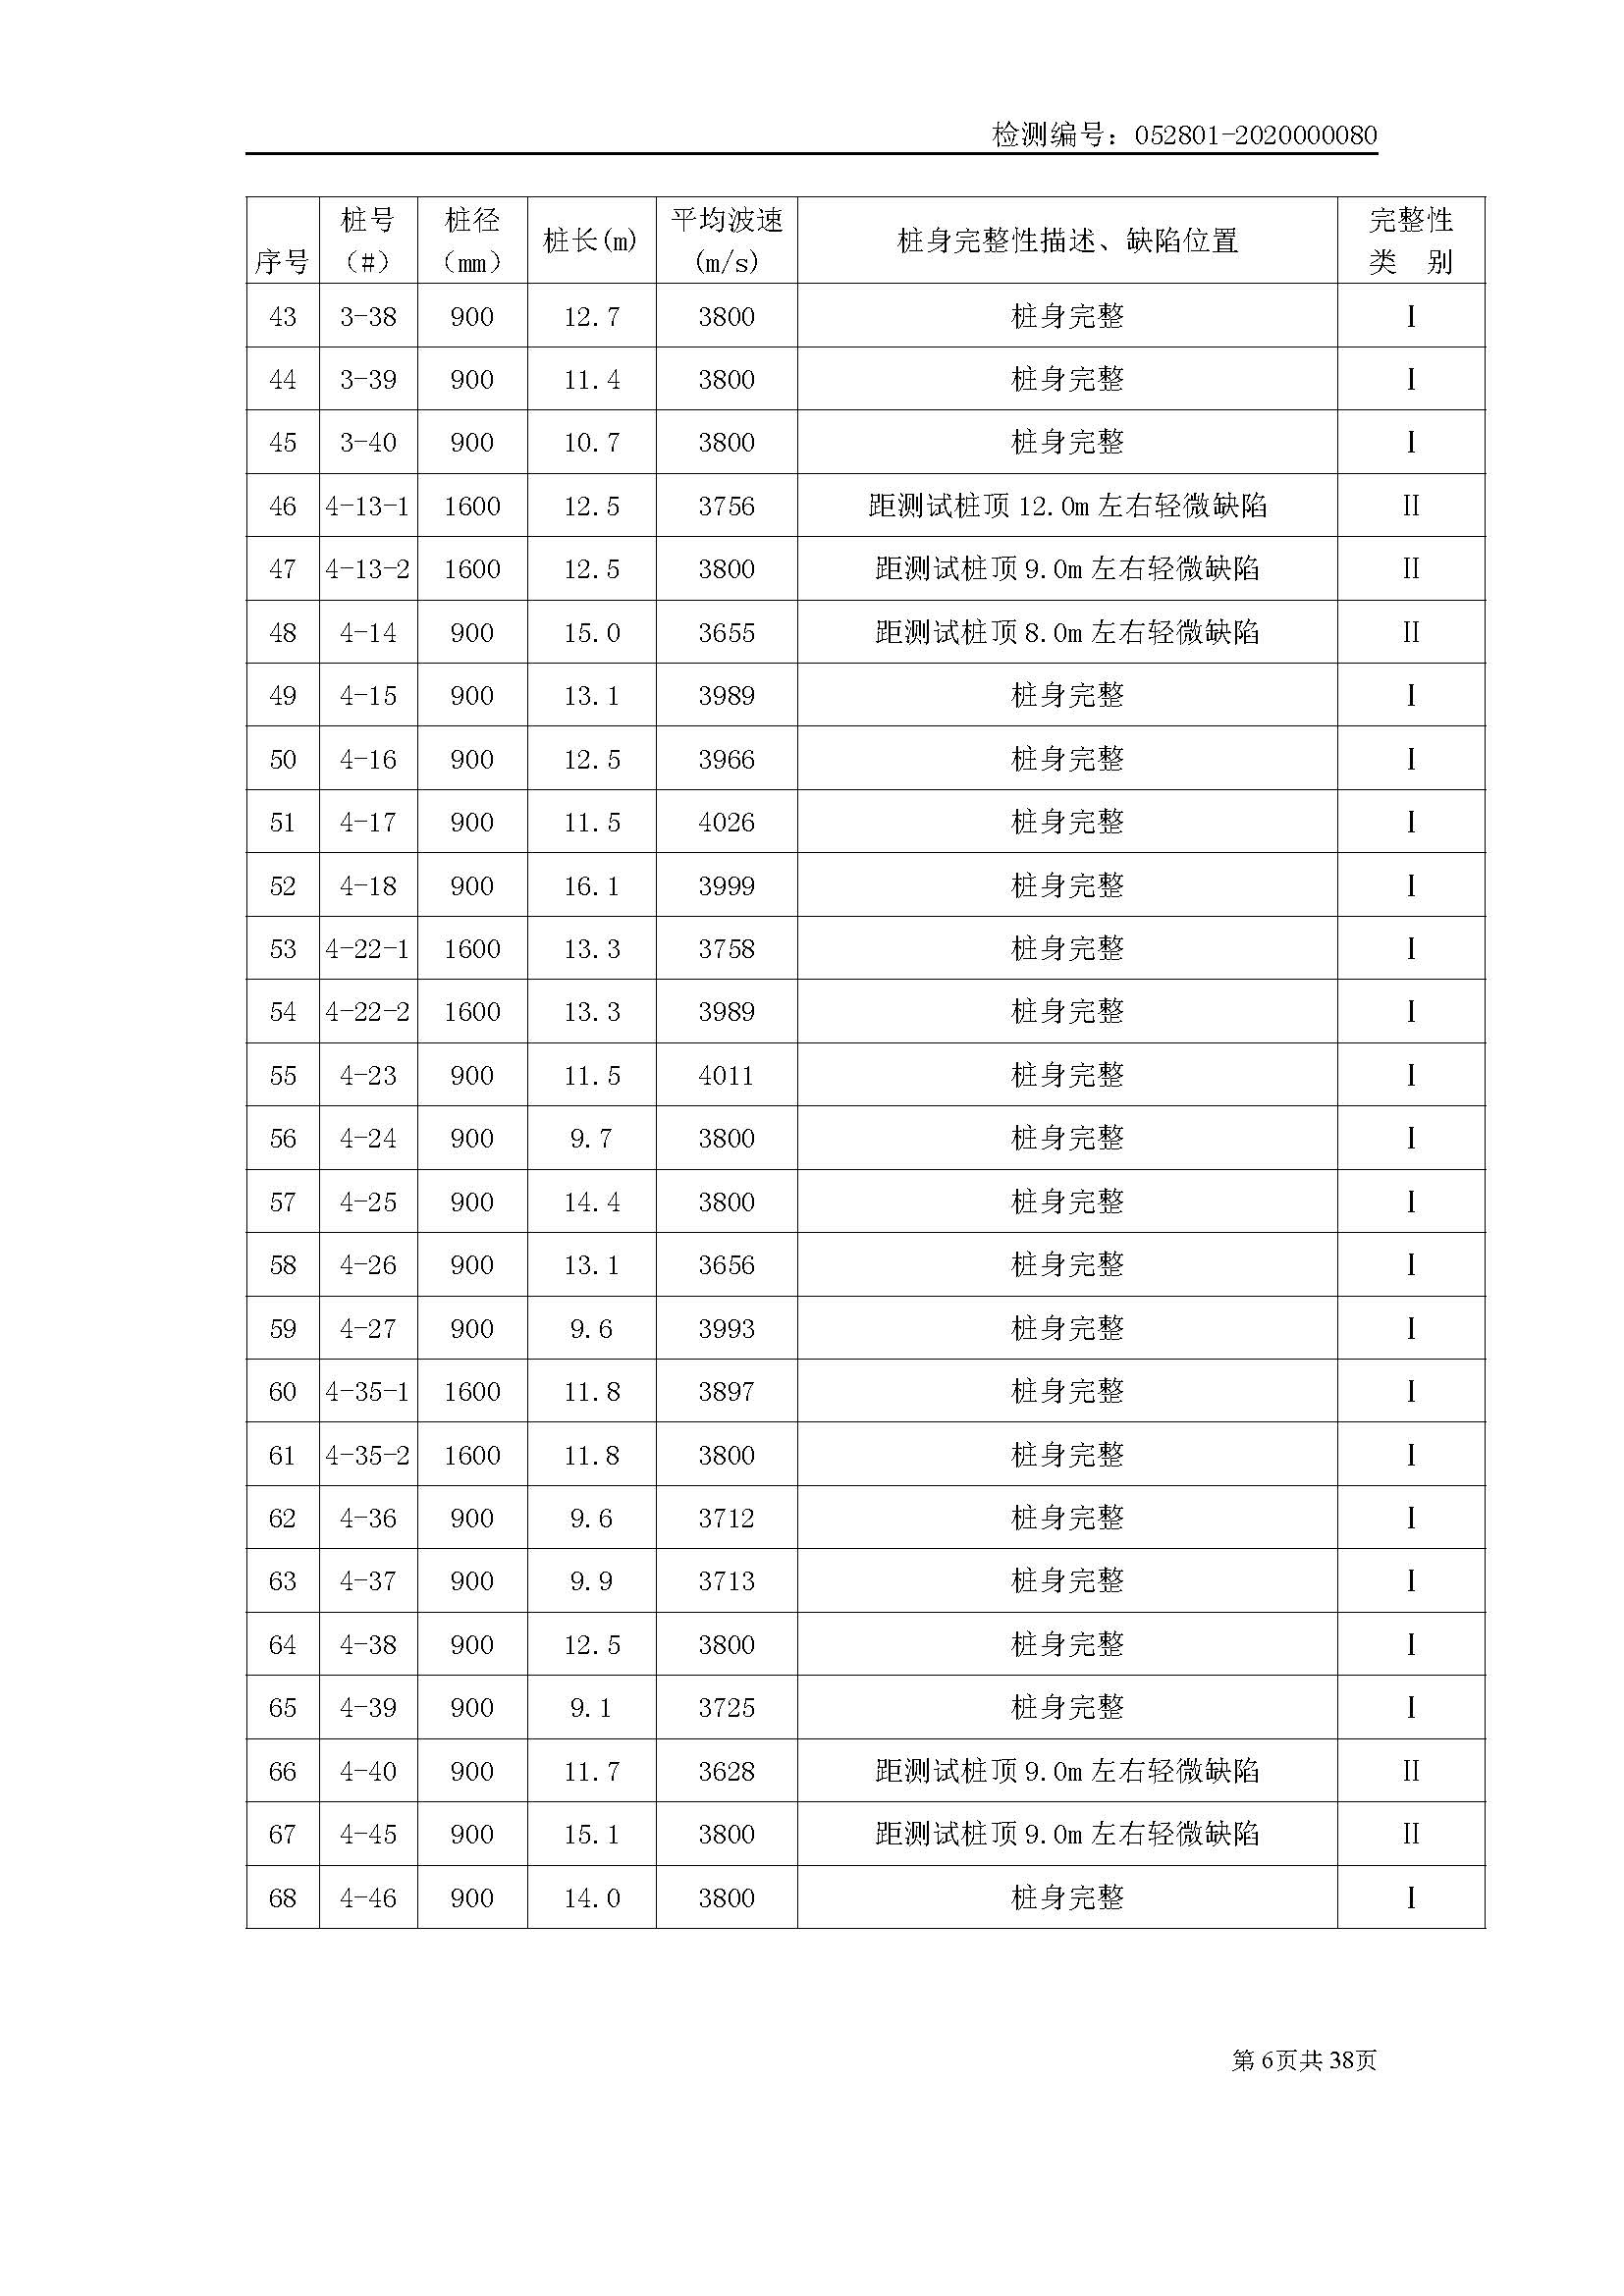 检测编号：052801-2020000080
序号 桩号（#） 桩径（mm） 桩长(m) 平均波速(m/s) 桩身完整性描述、缺陷位置 完整性类 别
43 3-38 900 12.7 3800 桩身完整 Ⅰ
44 3-39 900 11.4 3800 桩身完整 Ⅰ
45 3-40 900 10.7 3800 桩身完整 Ⅰ
46 4-13-1 1600 12.5 3756 距测试桩顶 12.0m 左右轻微缺陷 Ⅱ
47 4-13-2 1600 12.5 3800 距测试桩顶 9.0m 左右轻微缺陷 Ⅱ
48 4-14 900 15.0 3655 距测试桩顶 8.0m 左右轻微缺陷 Ⅱ
49 4-15 900 13.1 3989 桩身完整 Ⅰ
50 4-16 900 12.5 3966 桩身完整 Ⅰ
51 4-17 900 11.5 4026 桩身完整 Ⅰ
52 4-18 900 16.1 3999 桩身完整 Ⅰ
53 4-22-1 1600 13.3 3758 桩身完整 Ⅰ
54 4-22-2 1600 13.3 3989 桩身完整 Ⅰ
55 4-23 900 11.5 4011 桩身完整 Ⅰ
56 4-24 900 9.7 3800 桩身完整 Ⅰ
57 4-25 900 14.4 3800 桩身完整 Ⅰ
58 4-26 900 13.1 3656 桩身完整 Ⅰ
59 4-27 900 9.6 3993 桩身完整 Ⅰ
60 4-35-1 1600 11.8 3897 桩身完整 Ⅰ
61 4-35-2 1600 11.8 3800 桩身完整 Ⅰ
62 4-36 900 9.6 3712 桩身完整 Ⅰ
63 4-37 900 9.9 3713 桩身完整 Ⅰ
64 4-38 900 12.5 3800 桩身完整 Ⅰ
65 4-39 900 9.1 3725 桩身完整 Ⅰ
66 4-40 900 11.7 3628 距测试桩顶 9.0m 左右轻微缺陷 Ⅱ
67 4-45 900 15.1 3800 距测试桩顶 9.0m 左右轻微缺陷 Ⅱ
68 4-46 900 14.0 3800 桩身完整 Ⅰ
第 6页共 38页